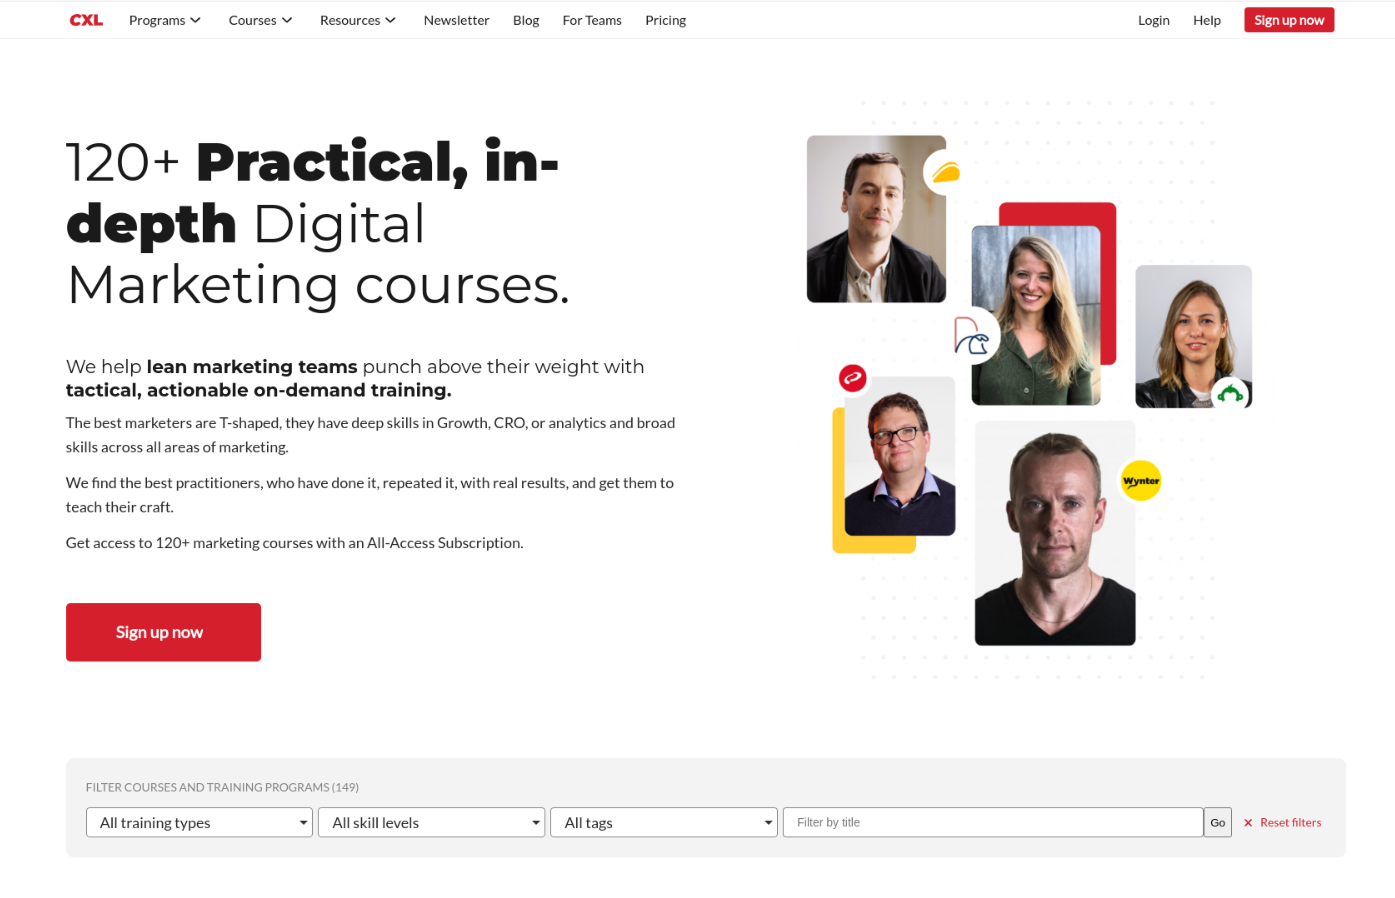 CXL Programs Courses Resources Newsletter Blog For Teams Pricing Login Help Sign up now
120+ Practical, in-
depth Digital
Marketing courses.
We help lean marketing teams punch above their weight with
tactical, actionable on-demand training.
The best marketers are T-shaped, they have deep skills in Growth, CRO, or analytics and broad
skills across all areas of marketing.
We find the best practitioners, who have done it, repeated it, with real results, and get them to
teach their craft.
Get access to 120+ marketing courses with an All-Access Subscription.
Sign up now
Wynter
FILTER COURSES AND TRAINING PROGRAMS (149)
All training types All skill levels All tags Filter by title Go × Reset filters